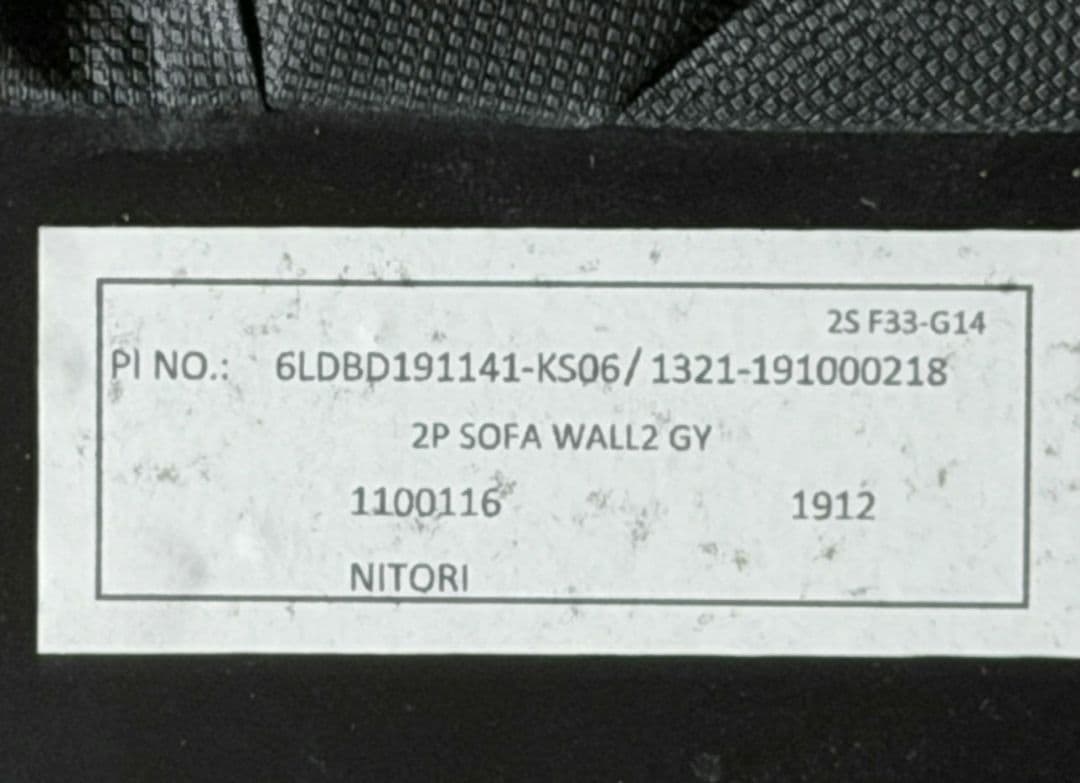 2S F33-G14
PI NO.: 6LDBD191141-KS06/ 1321-191000218
2P SOFA WALL2 GY
1100116 1912
NITORI